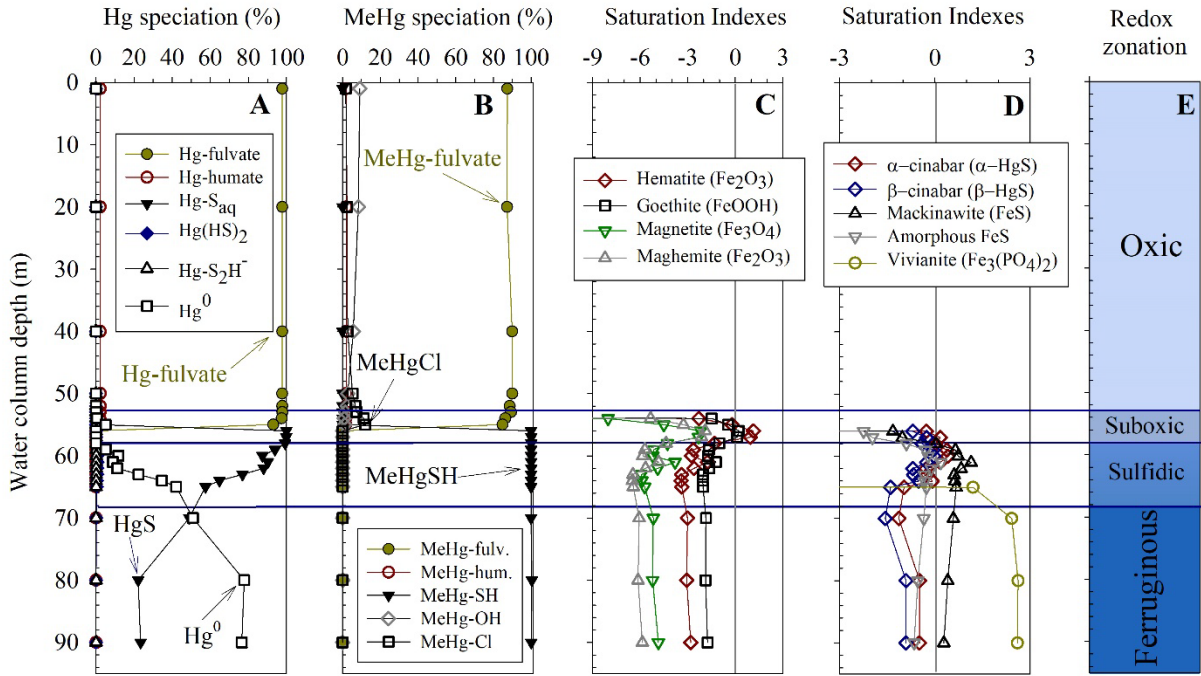 Hg speciation (%)
MeHg speciation (%)
Saturation Indexes
Saturation Indexes
Redox
zonation
0 20 40 60 80 100
0 20 40 60 80 100
-9 -6 -3 0 3
-3 0 3
Water column depth (m)
0
10
20
30
40
50
60
70
80
90
A
Hg-fulvate
Hg-humate
Hg-Saq
Hg(HS)2
Hg-S2H-
Hg0
Hg-fulvate
HgS
Hg0
B
MeHg-fulvate
MeHgCl
MeHgSH
MeHg-fulv.
MeHg-hum.
MeHg-SH
MeHg-OH
MeHg-Cl
C
Hematite (Fe2O3)
Goethite (FeOOH)
Magnetite (Fe3O4)
Maghemite (Fe2O3)
D
α−cinabar (α−HgS)
β−cinabar (β−HgS)
Mackinawite (FeS)
Amorphous FeS
Vivianite (Fe3(PO4)2)
E
Oxic
Suboxic
Sulfidic
Ferruginous